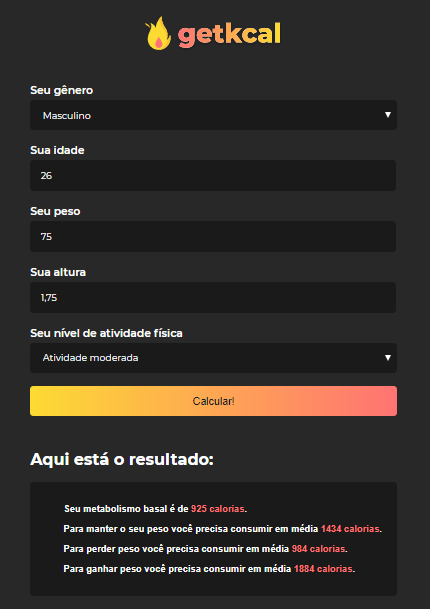 getkcal
Seu gênero
Masculino
Sua idade
26
Seu peso
75
Sua altura
1,75
Seu nível de atividade física
Atividade moderada
Calcular!
Aqui está o resultado:
Seu metabolismo basal é de 925 calorias.
Para manter o seu peso você precisa consumir em média 1434 calorias.
Para perder peso você precisa consumir em média 984 calorias.
Para ganhar peso você precisa consumir em média 1884 calorias.